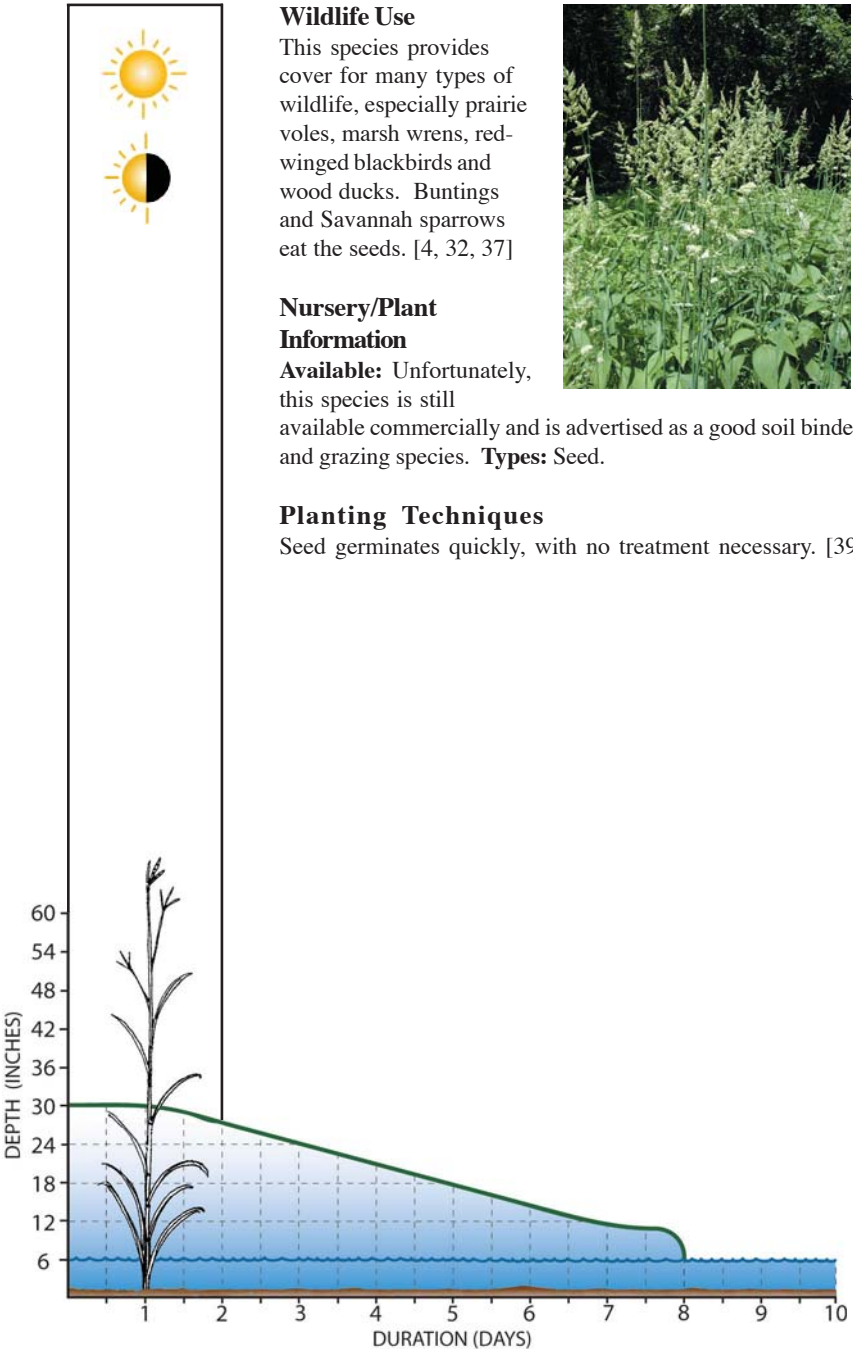 Wildlife Use
This species provides
cover for many types of
wildlife, especially prairie
voles, marsh wrens, red-
winged blackbirds and
wood ducks. Buntings
and Savannah sparrows
eat the seeds. [4, 32, 37]
Nursery/Plant
Information
Available: Unfortunately,
this species is still
available commercially and is advertised as a good soil binde
and grazing species. Types: Seed.
Planting Techniques
Seed germinates quickly, with no treatment necessary. [39
DEPTH (INCHES)
60
54
48
42
36
30
24
18
12
6
1 2 3 4 5 6 7 8 9 10
DURATION (DAYS)